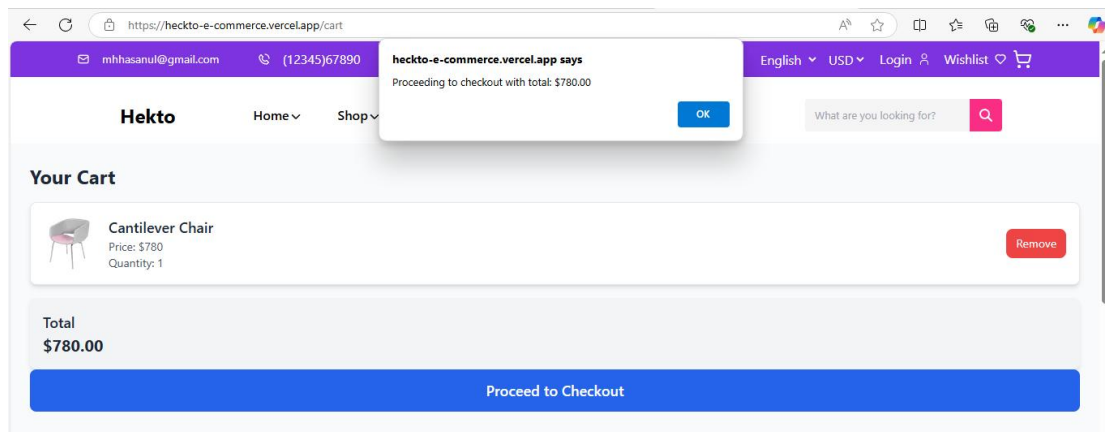 https://heckto-e-commerce.vercel.app/cart
mhhasanul@gmail.com (12345)67890 English USD Login Wishlist
heckto-e-commerce.vercel.app says
Proceeding to checkout with total: $780.00
OK
Hekto Home Shop What are you looking for?
Your Cart
Cantilever Chair
Price: $780
Quantity: 1
Remove
Total
$780.00
Proceed to Checkout